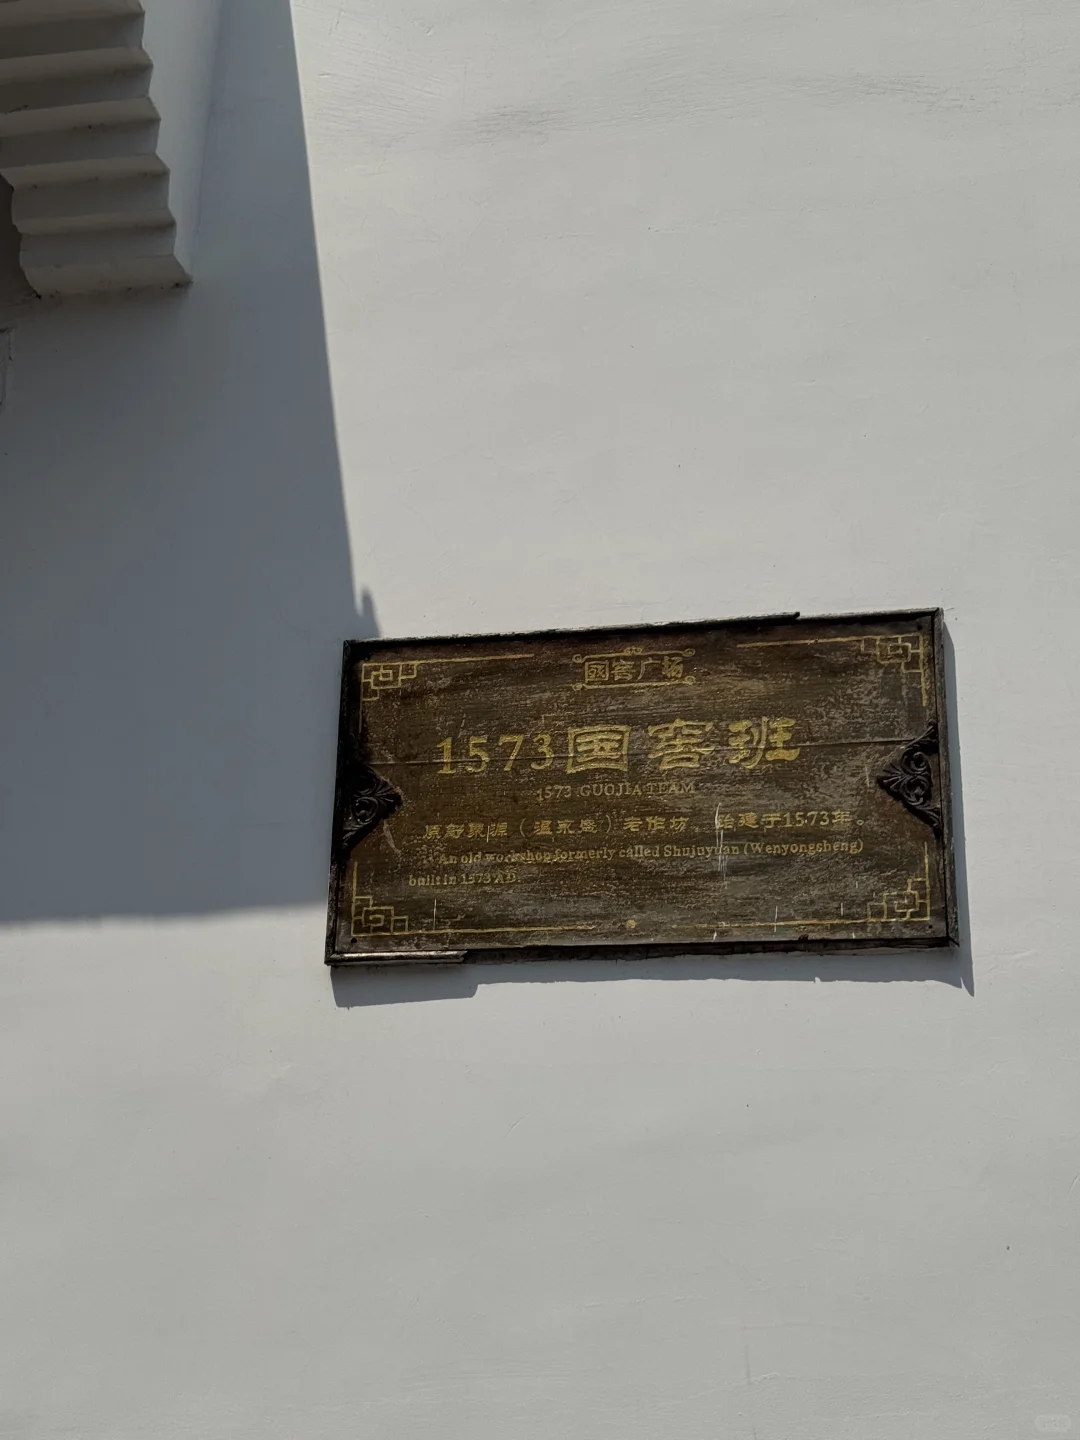 國窖广场
1573国窖班
1573 GUOJIA TEAM
原舒聚源（温永盛）老作坊，始建于1573年。
An old workshop formerly called Shujuyuan (Wenyongsheng)
built in 1573 A.D.